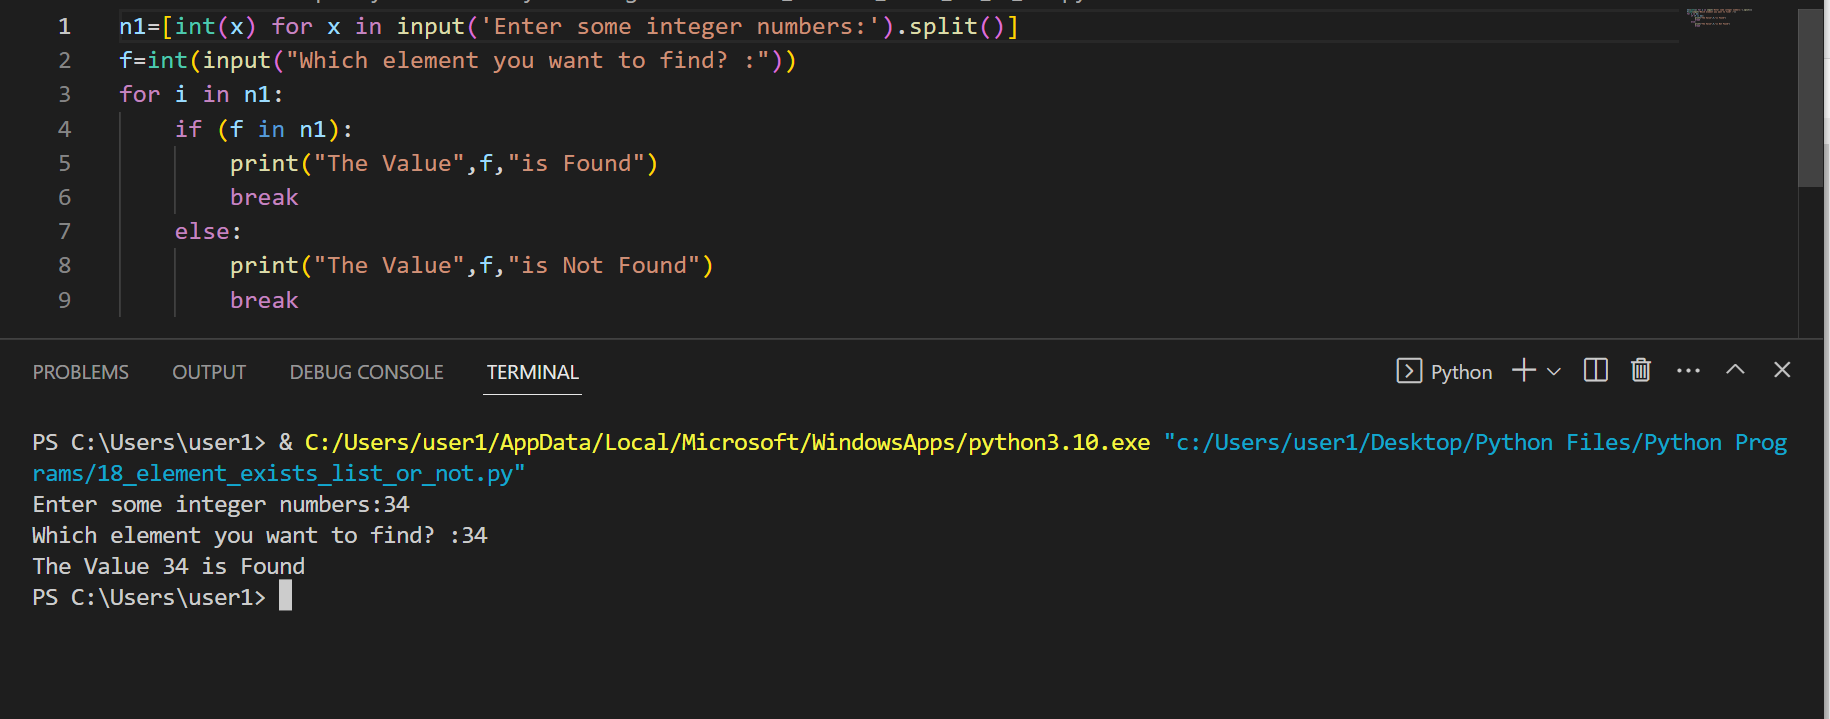 1 n1=[int(x) for x in input('Enter some integer numbers:').split()]
2 f=int(input("Which element you want to find? :"))
3 for i in n1:
4     if (f in n1):
5         print("The Value",f,"is Found")
6         break
7     else:
8         print("The Value",f,"is Not Found")
9         break
PROBLEMS OUTPUT DEBUG CONSOLE TERMINAL Python
PS C:\Users\user1> & C:/Users/user1/AppData/Local/Microsoft/WindowsApps/python3.10.exe "c:/Users/user1/Desktop/Python Files/Python Prog
rams/18_element_exists_list_or_not.py"
Enter some integer numbers:34
Which element you want to find? :34
The Value 34 is Found
PS C:\Users\user1>